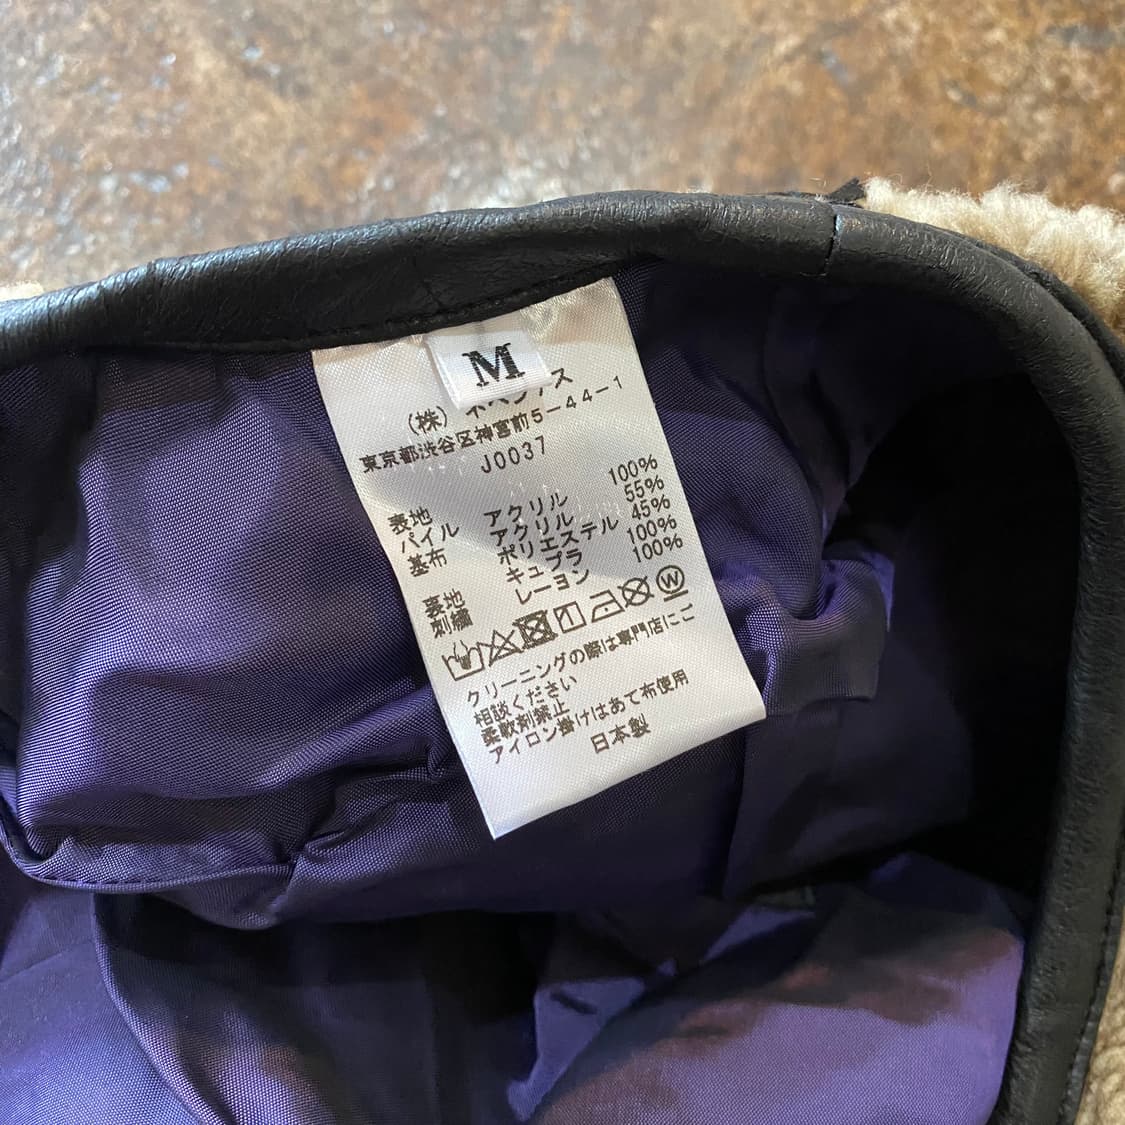 M
(株) ネペンテス
東京都渋谷区神宮前5-44-1
J0037
表地 アクリル 100%
パイル アクリル 55%
基布 ポリエステル 45%
裏地 キュプラ 100%
刺繍 レーヨン 100%
W
クリーニングの際は専門店にご
相談ください
柔軟剤禁止
アイロン掛けはあて布使用
日本製